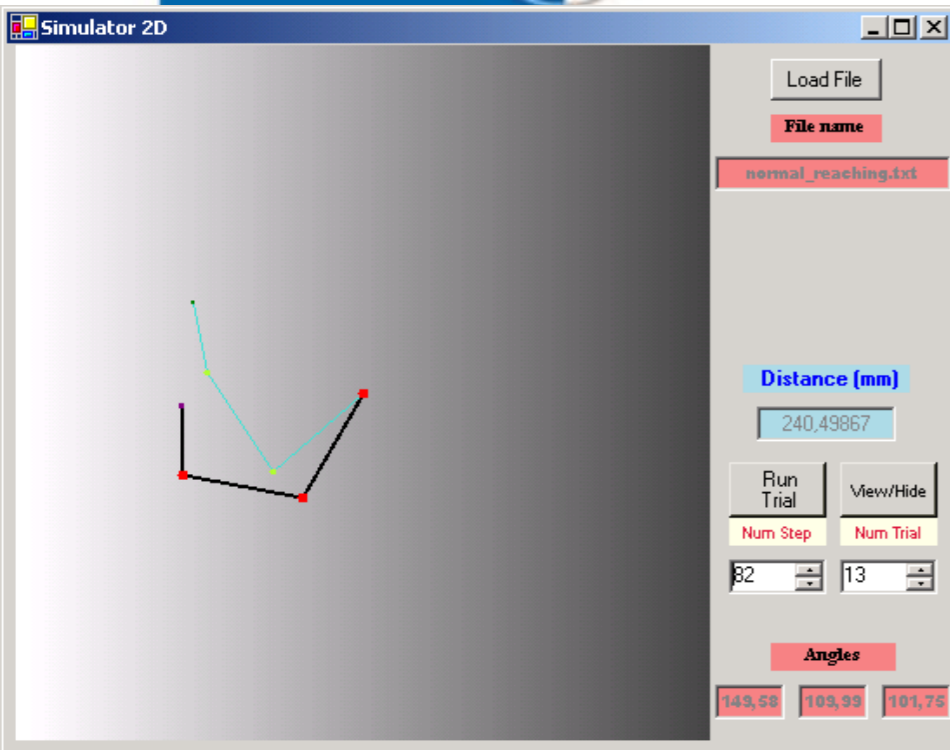 Simulator 2D
Load File
File name
normal_reaching.txt
Distance (mm)
240,49867
Run
Trial
View/Hide
Num Step
Num Trial
82
13
Angles
149,58
109,99
101,75